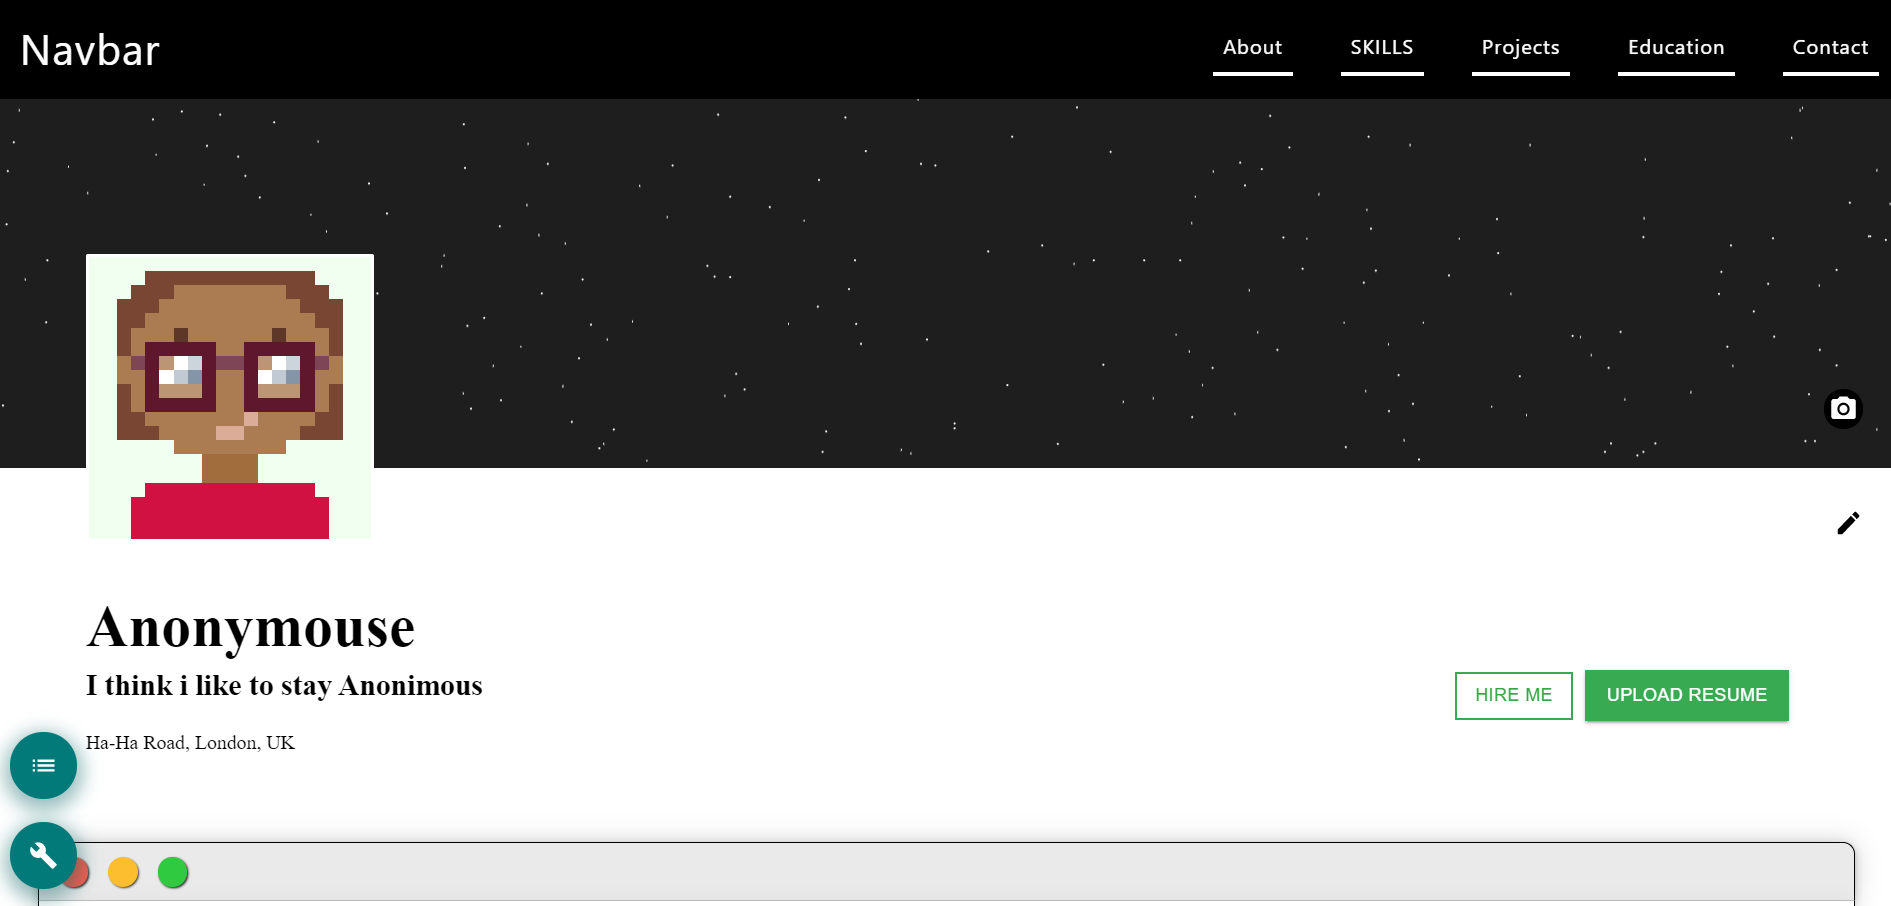 Navbar
About SKILLS Projects Education Contact
Anonymouse
I think i like to stay Anonimous
HIRE ME UPLOAD RESUME
Ha-Ha Road, London, UK